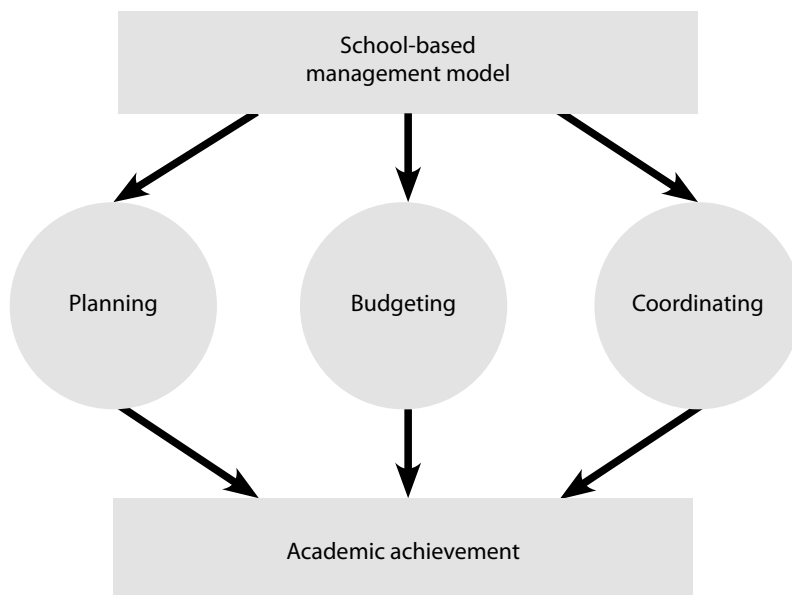 School-based
management model
Planning
Budgeting
Coordinating
Academic achievement